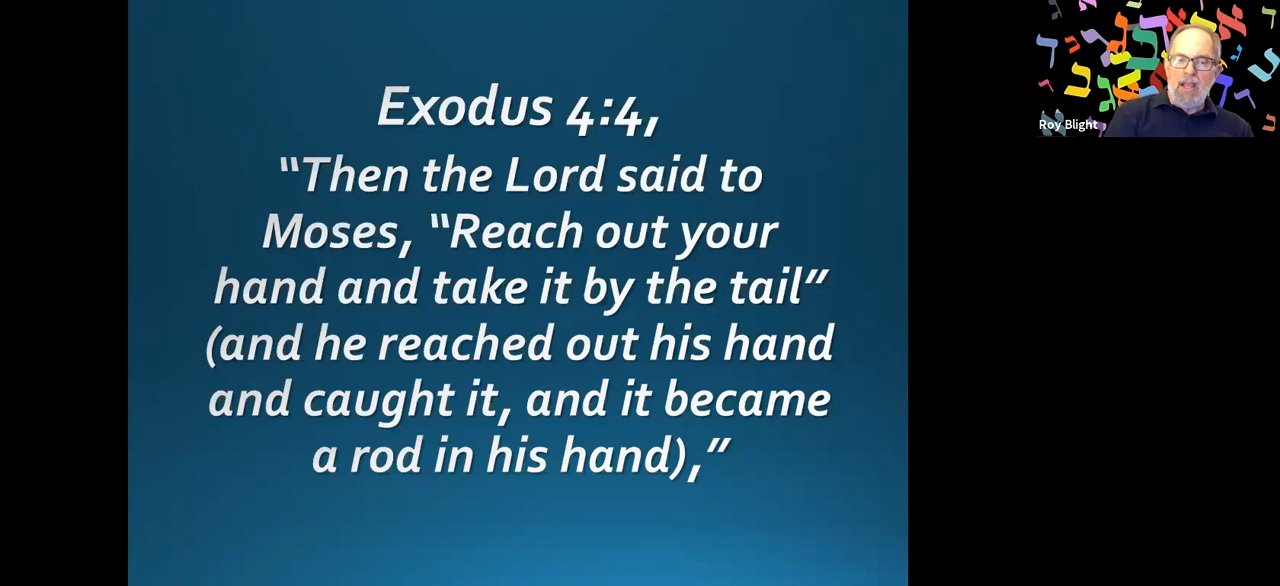 Exodus 4:4,
“Then the Lord said to
Moses, “Reach out your
hand and take it by the tail”
(and he reached out his hand
and caught it, and it became
a rod in his hand),”
Roy Blight